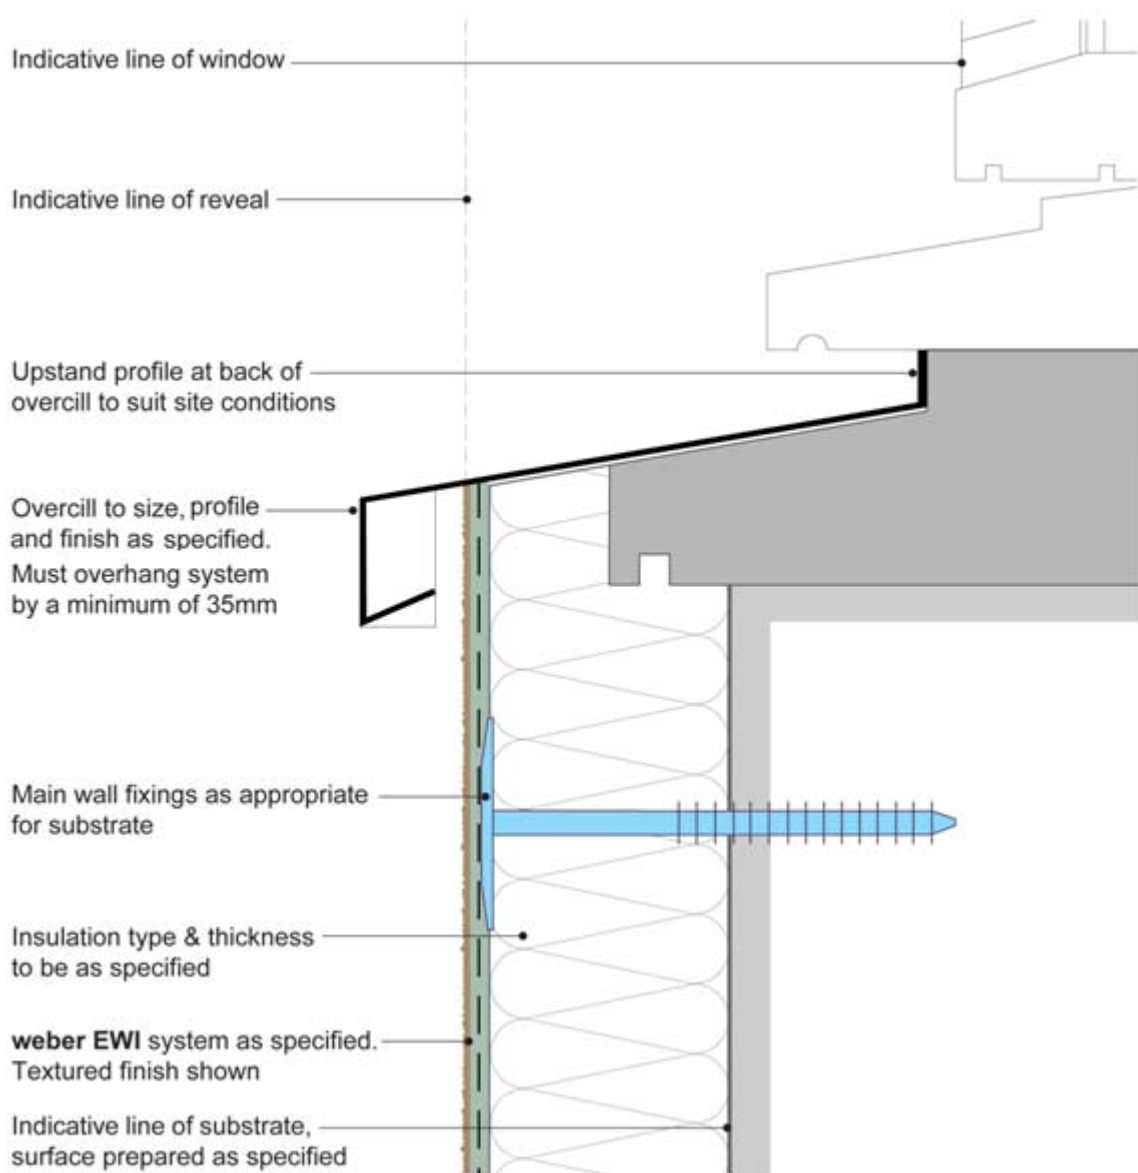 Indicative line of window
Indicative line of reveal
Upstand profile at back of
overcill to suit site conditions
Overcill to size, profile
and finish as specified.
Must overhang system
by a minimum of 35mm
Main wall fixings as appropriate
for substrate
Insulation type & thickness
to be as specified
weber EWI system as specified.
Textured finish shown
Indicative line of substrate,
surface prepared as specified